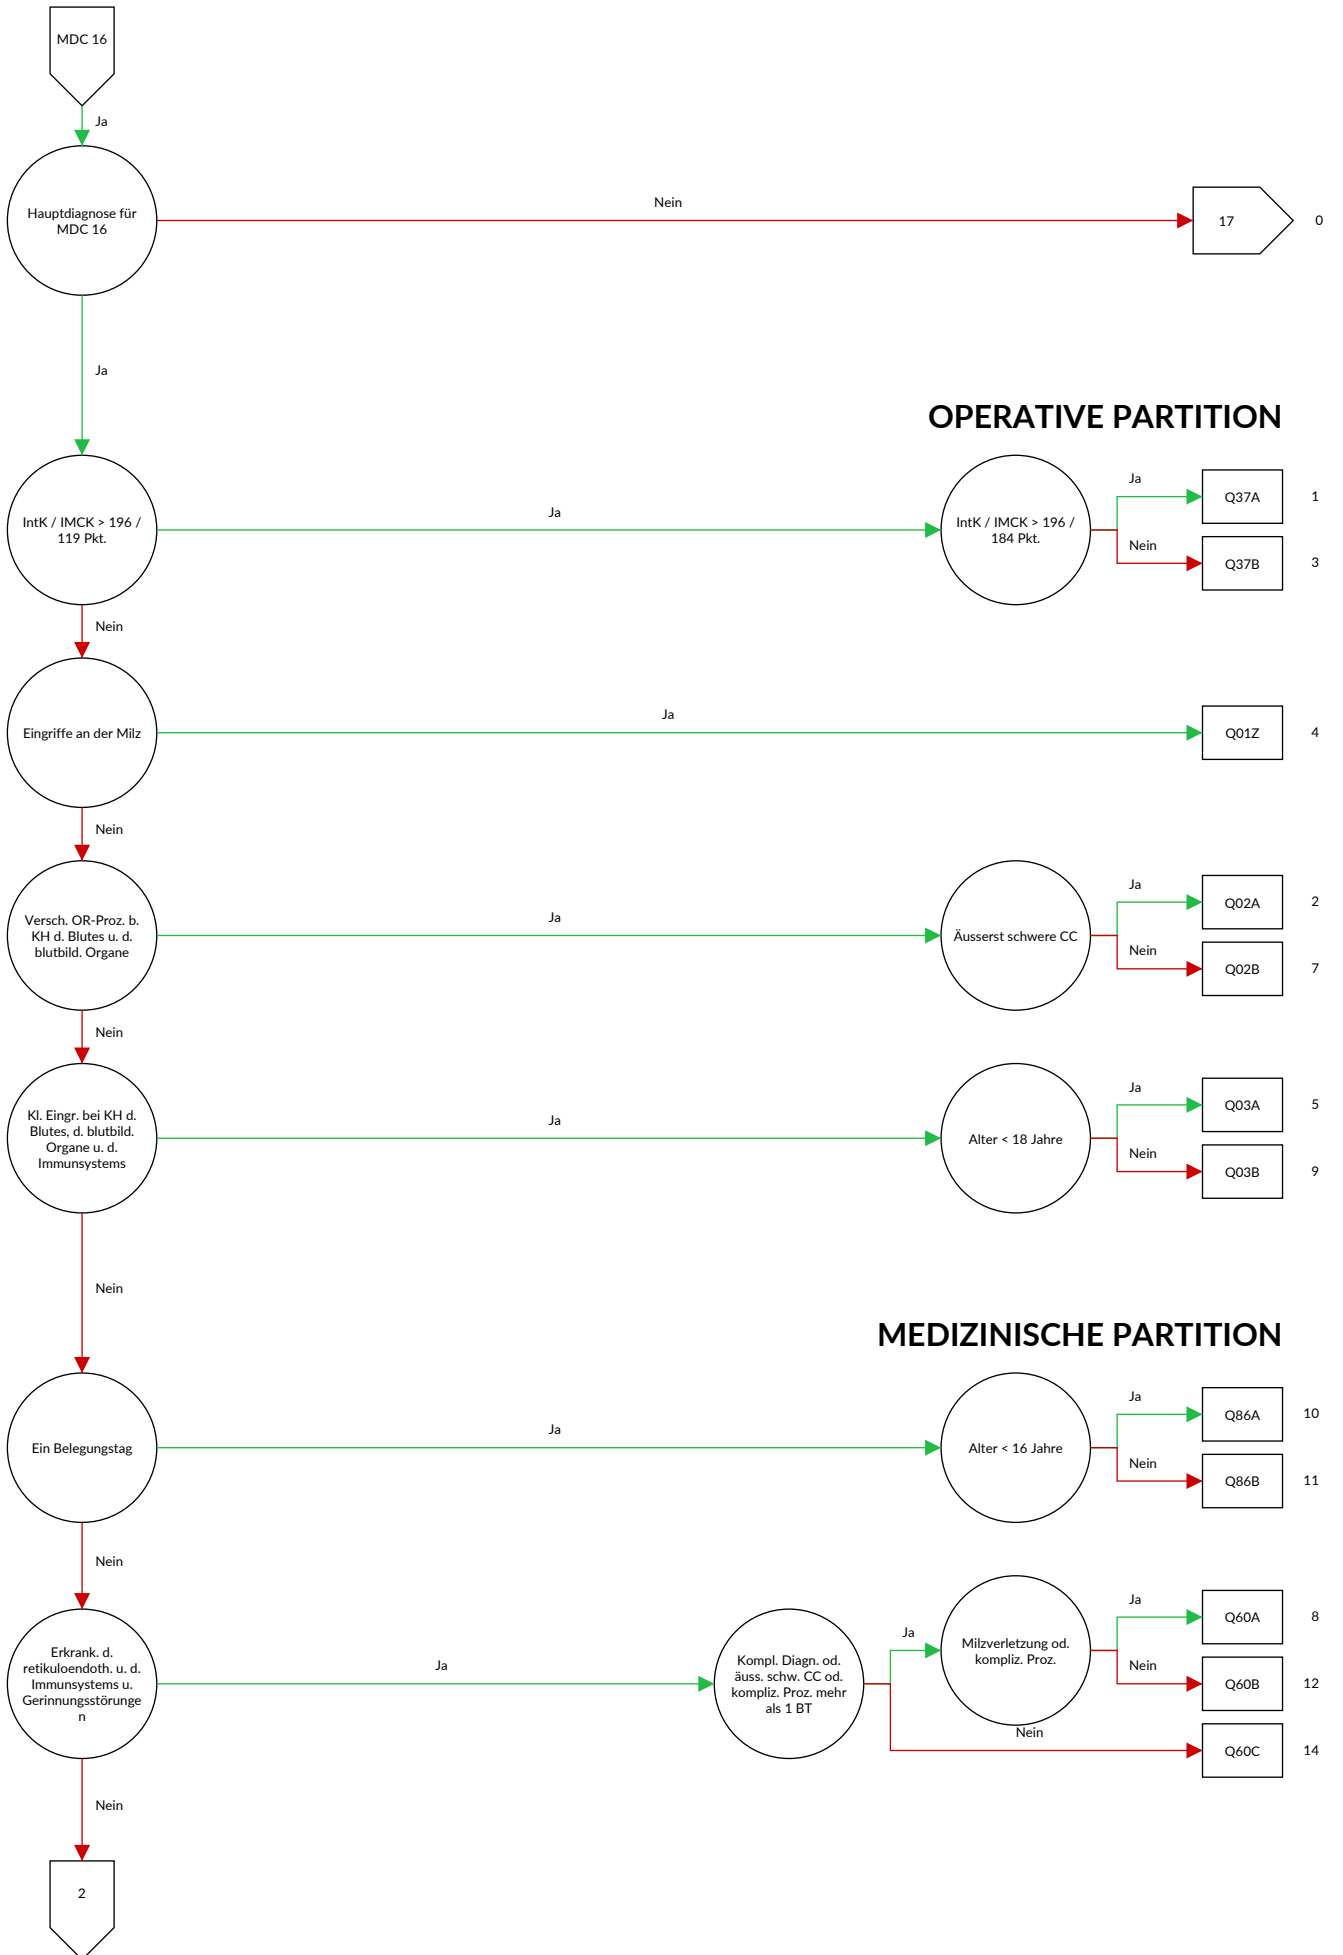 MDC 16
Ja
Hauptdiagnose für
MDC 16
Nein
17
0
Ja
OPERATIVE PARTITION
IntK / IMCK > 196 /
119 Pkt.
Ja
IntK / IMCK > 196 /
184 Pkt.
Ja
Q37A
1
Nein
Q37B
3
Nein
Eingriffe an der Milz
Ja
Q01Z
4
Nein
Versch. OR-Proz. b.
KH d. Blutes u. d.
blutbild. Organe
Ja
Äusserst schwere CC
Ja
Q02A
2
Nein
Q02B
7
Nein
Kl. Eingr. bei KH d.
Blutes, d. blutbild.
Organe u. d.
Immunsystems
Ja
Alter < 18 Jahre
Ja
Q03A
5
Nein
Q03B
9
Nein
MEDIZINISCHE PARTITION
Ein Belegungstag
Ja
Alter < 16 Jahre
Ja
Q86A
10
Nein
Q86B
11
Nein
Erkrank. d.
retikuloendoth. u. d.
Immunsystems u.
Gerinnungsstörunge
n
Ja
Kompl. Diagn. od.
äuss. schw. CC od.
kompliz. Proz. mehr
als 1 BT
Ja
Milzverletzung od.
kompliz. Proz.
Ja
Q60A
8
Nein
Q60B
12
Nein
Q60C
14
Nein
2